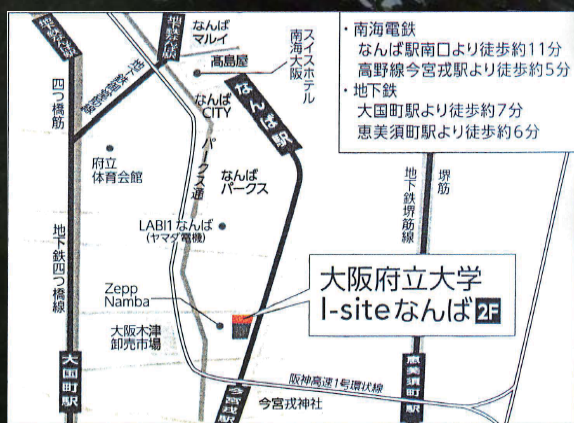 ・南海電鉄
なんば駅南口より徒歩約11分
高野線今宮戎駅より徒歩約5分
・地下鉄
大国町駅より徒歩約7分
恵美須町駅より徒歩約6分
なんば
マルイ
髙島屋
スイスホテル
南海大阪
なんば
CITY
なんば駅
四つ橋筋
府立
体育会館
パークス通
なんば
パークス
地下鉄堺筋線
堺筋
LABI1なんば
(ヤマダ電機)
地下鉄四つ橋線
Zepp
Namba
大阪木津
卸売市場
大阪府立大学
I-siteなんば 2F
大国町駅
今宮戎駅
今宮戎神社
阪神高速1号環状線
恵美須町駅